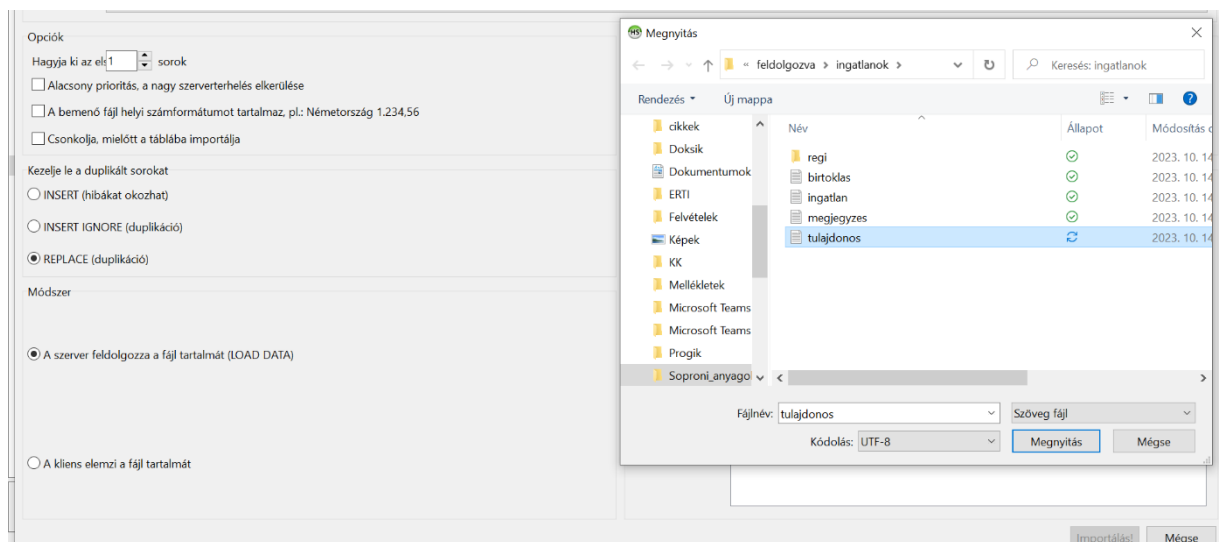 Opciók
Hagyja ki az els 1 sorok
Alacsony prioritás, a nagy szerverterhelés elkerülése
A bemenő fájl helyi számformátumot tartalmaz, pl.: Németország 1.234,56
Csonkolja, mielőtt a táblába importálja
Kezelje le a duplikált sorokat
INSERT (hibákat okozhat)
INSERT IGNORE (duplikáció)
REPLACE (duplikáció)
Módszer
A szerver feldolgozza a fájl tartalmát (LOAD DATA)
A kliens elemzi a fájl tartalmát
HS Megnyitás
« feldolgozva › ingatlanok ›
Keresés: ingatlanok
Rendezés
Új mappa
cikkek
Doksik
Dokumentumok
ERTI
Felvételek
Képek
KK
Mellékletek
Microsoft Teams
Microsoft Teams
Progik
Soproni_anyago
Név Állapot Módosítás d
regi 2023. 10. 14
birtoklas 2023. 10. 14
ingatlan 2023. 10. 14
megjegyzes 2023. 10. 14
tulajdonos 2023. 10. 14
Fájlnév: tulajdonos Szöveg fájl
Kódolás: UTF-8 Megnyitás Mégse
Importálás! Mégse